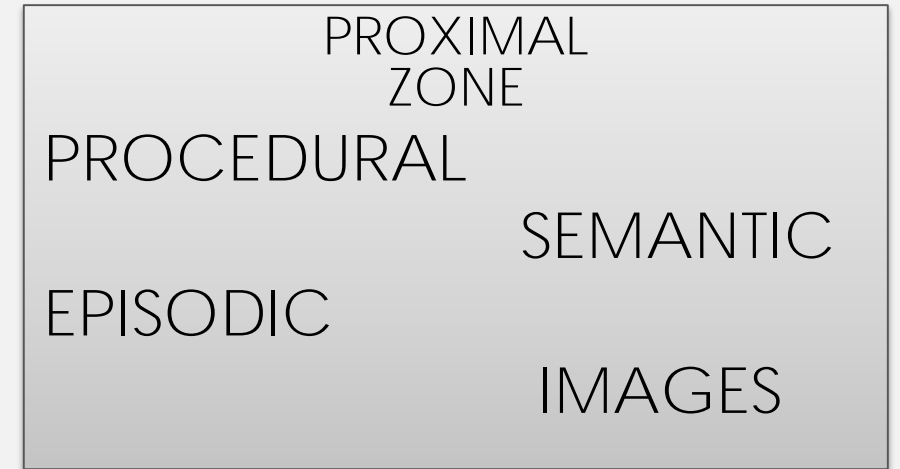 PROXIMAL
ZONE
PROCEDURAL
SEMANTIC
EPISODIC
IMAGES